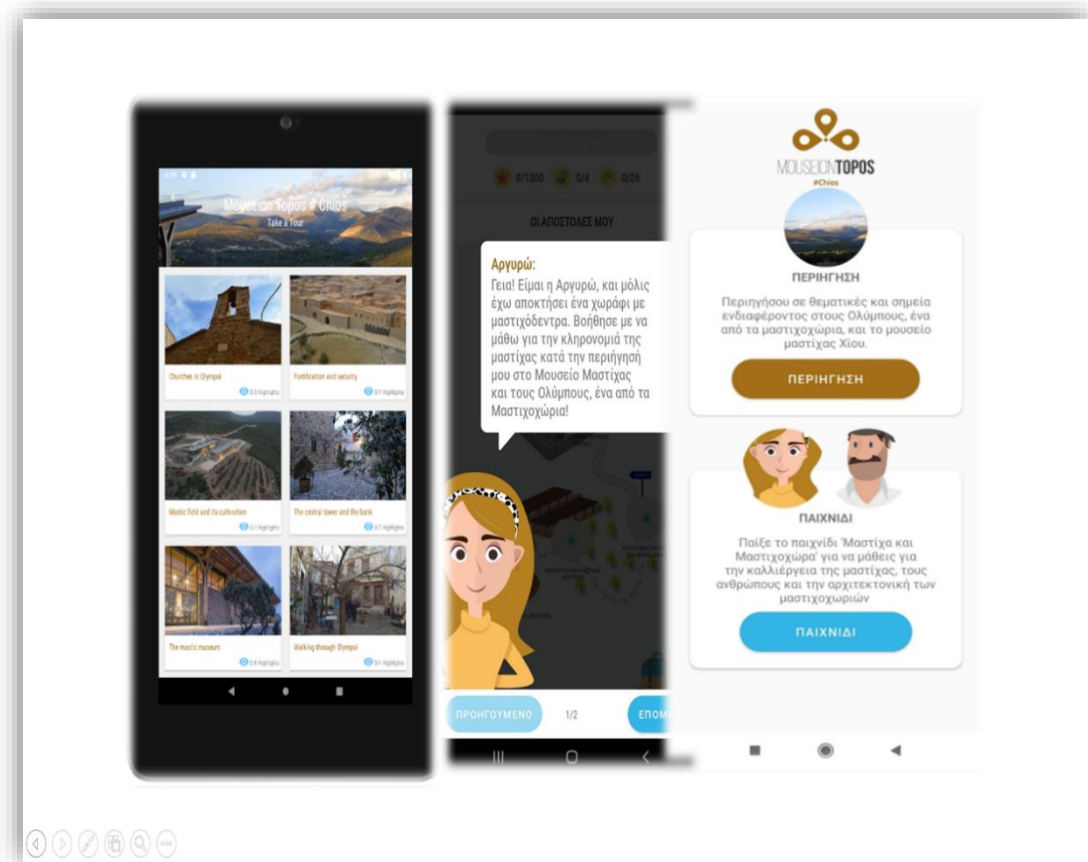 Mouseion Topos # Chios
Take a Tour
Churches in Olympoi
Fortification and security
Mastic field and its cultivation
The central tower and the bank
The mastic museum
Walking through Olympoi
0/1300
0/4
0/26
ΟΙ ΑΠΟΣΤΟΛΕΣ ΜΟΥ
Αργυρώ:
Γεια! Είμαι η Αργυρώ, και μόλις
έχω αποκτήσει ένα χωράφι με
μαστιχόδεντρα. Βοήθησε με να
μάθω για την κληρονομιά της
μαστίχας κατά την περιήγησή
μου στο Μουσείο Μαστίχας
και τους Ολύμπους, ένα από τα
Μαστιχοχώρια!
ΠΡΟΗΓΟΥΜΕΝΟ
1/2
ΕΠΟΜ
MOUSEIONTOPOS
#Chios
ΠΕΡΙΗΓΗΣΗ
Περιηγήσου σε θεματικές και σημεία
ενδιαφέροντος στους Ολύμπους, ένα
από τα μαστιχοχώρια, και το μουσείο
μαστίχας Χίου.
ΠΕΡΙΗΓΗΣΗ
ΠΑΙΧΝΙΔΙ
Παίξε το παιχνίδι 'Μαστίχα και
Μαστιχοχώρα' για να μάθεις για
την καλλιέργεια της μαστίχας, τους
ανθρώπους και την αρχιτεκτονική των
μαστιχοχωριών
ΠΑΙΧΝΙΔΙ